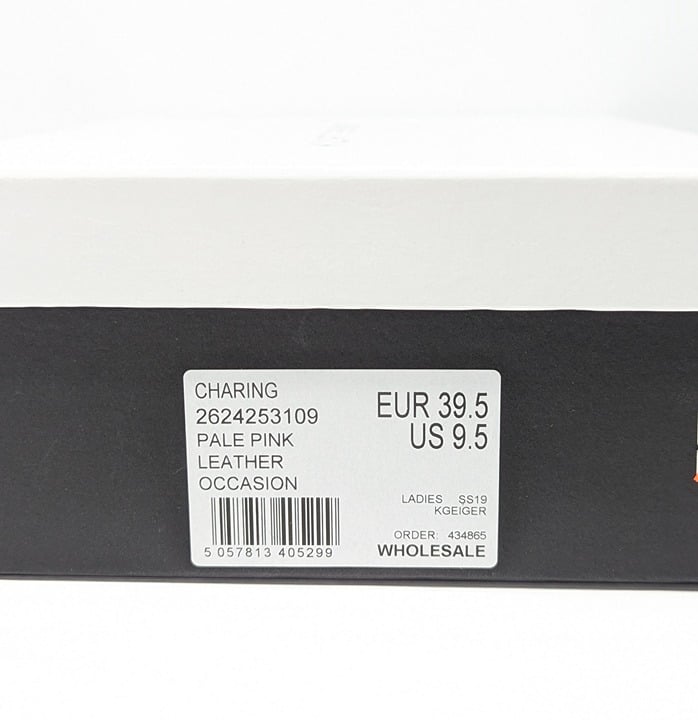 CHARING
2624253109
PALE PINK
LEATHER
OCCASION
5 057813 405299
EUR 39.5
US 9.5
LADIES SS19
KGEIGER
ORDER: 434865
WHOLESALE